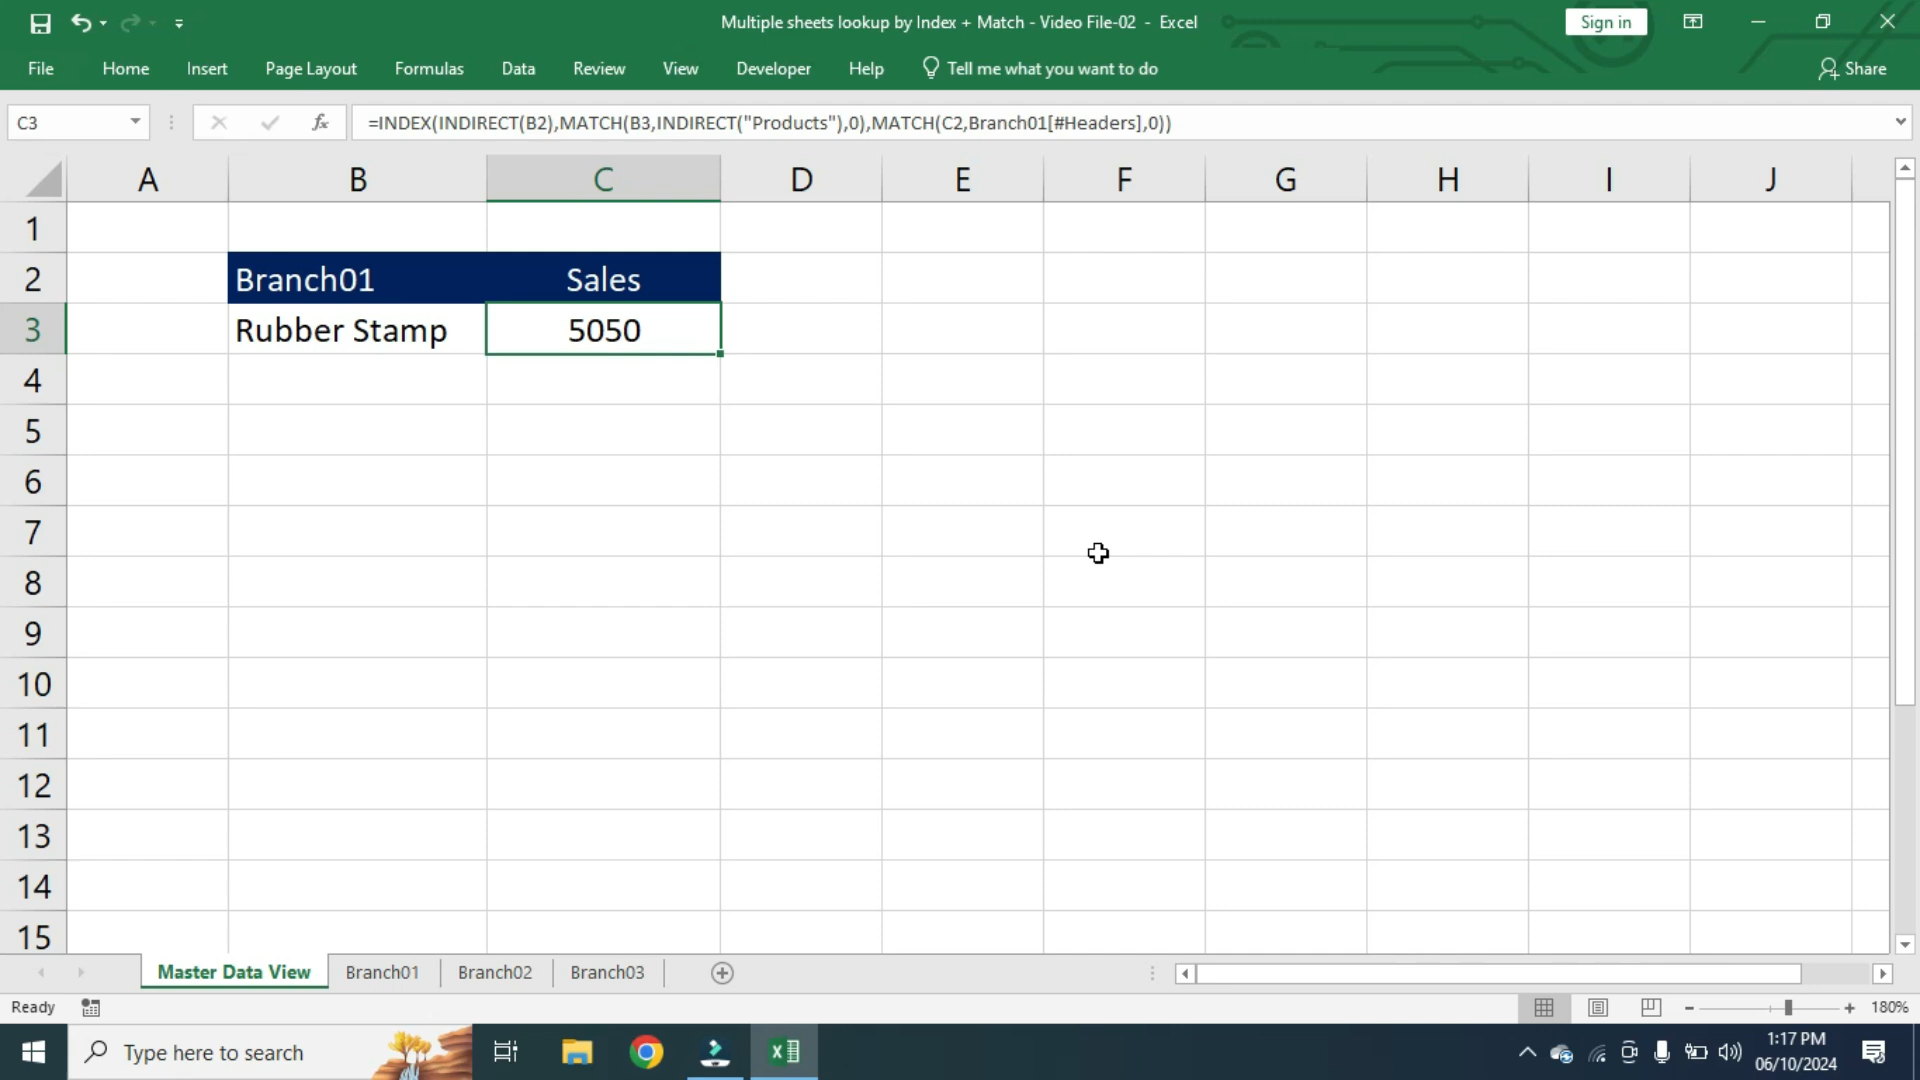 Multiple sheets lookup by Index + Match - Video File-02 - Excel
Sign in
File Home Insert Page Layout Formulas Data Review View Developer Help Tell me what you want to do Share
C3 fx =INDEX(INDIRECT(B2),MATCH(B3,INDIRECT("Products"),0),MATCH(C2,Branch01[#Headers],0))
A B C D E F G H I J
1
2 Branch01 Sales
3 Rubber Stamp 5050
4
5
6
7
8
9
10
11
12
13
14
15
Master Data View Branch01 Branch02 Branch03
Ready 180%
Type here to search
1:17 PM
06/10/2024